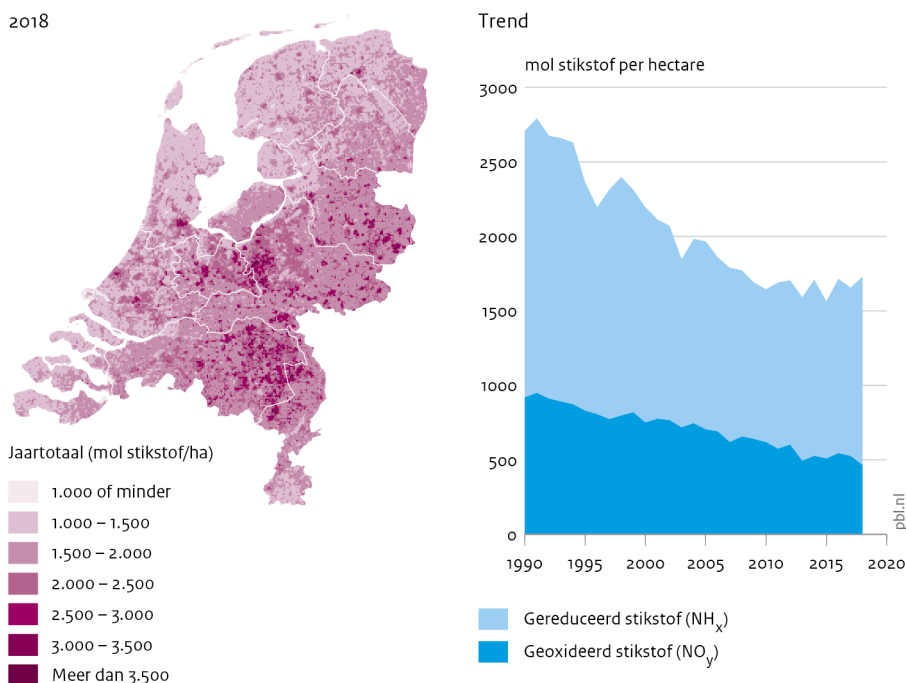 2018
Jaartotaal (mol stikstof/ha)
1.000 of minder
1.000 – 1.500
1.500 – 2.000
2.000 – 2.500
2.500 – 3.000
3.000 – 3.500
Meer dan 3.500
Trend
mol stikstof per hectare
3000
2500
2000
1500
1000
500
0
1990 1995 2000 2005 2010 2015 2020
pbl.nl
Gereduceerd stikstof (NHx)
Geoxideerd stikstof (NOy)